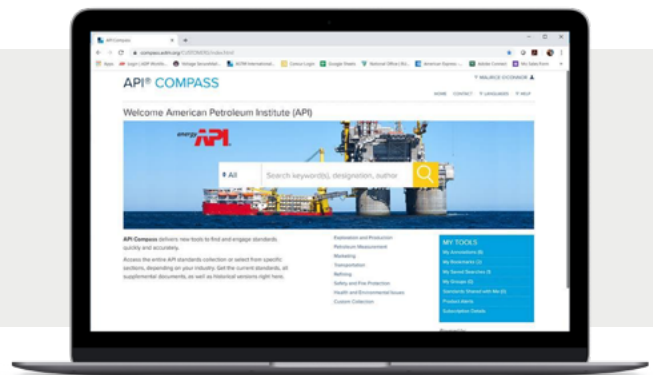 API Compass
compass.astm.org/CUSTOMERS/index.html
Apps
Google Sheets
Adobe Connect
My Sales Form
API® COMPASS
MAURICE OCONNOR
HOME CONTACT LANGUAGES HELP
Welcome American Petroleum Institute (API)
energy API
All Search keyword(s), designation, author
API Compass delivers new tools to find and engage standards
quickly and accurately.
Access the entire API standards collection or select from specific
sections, depending on your industry. Get the current standards, all
supplemental documents, as well as historical versions right here.
Exploration and Production
Petroleum Measurement
Marketing
Transportation
Refining
Safety and Fire Protection
Health and Environmental Issues
Custom Collection
MY TOOLS
My Annotations (6)
My Bookmarks (3)
My Saved Searches (1)
My Groups (0)
Standards Shared with Me (0)
Product Alerts
Subscription Details
Powered by